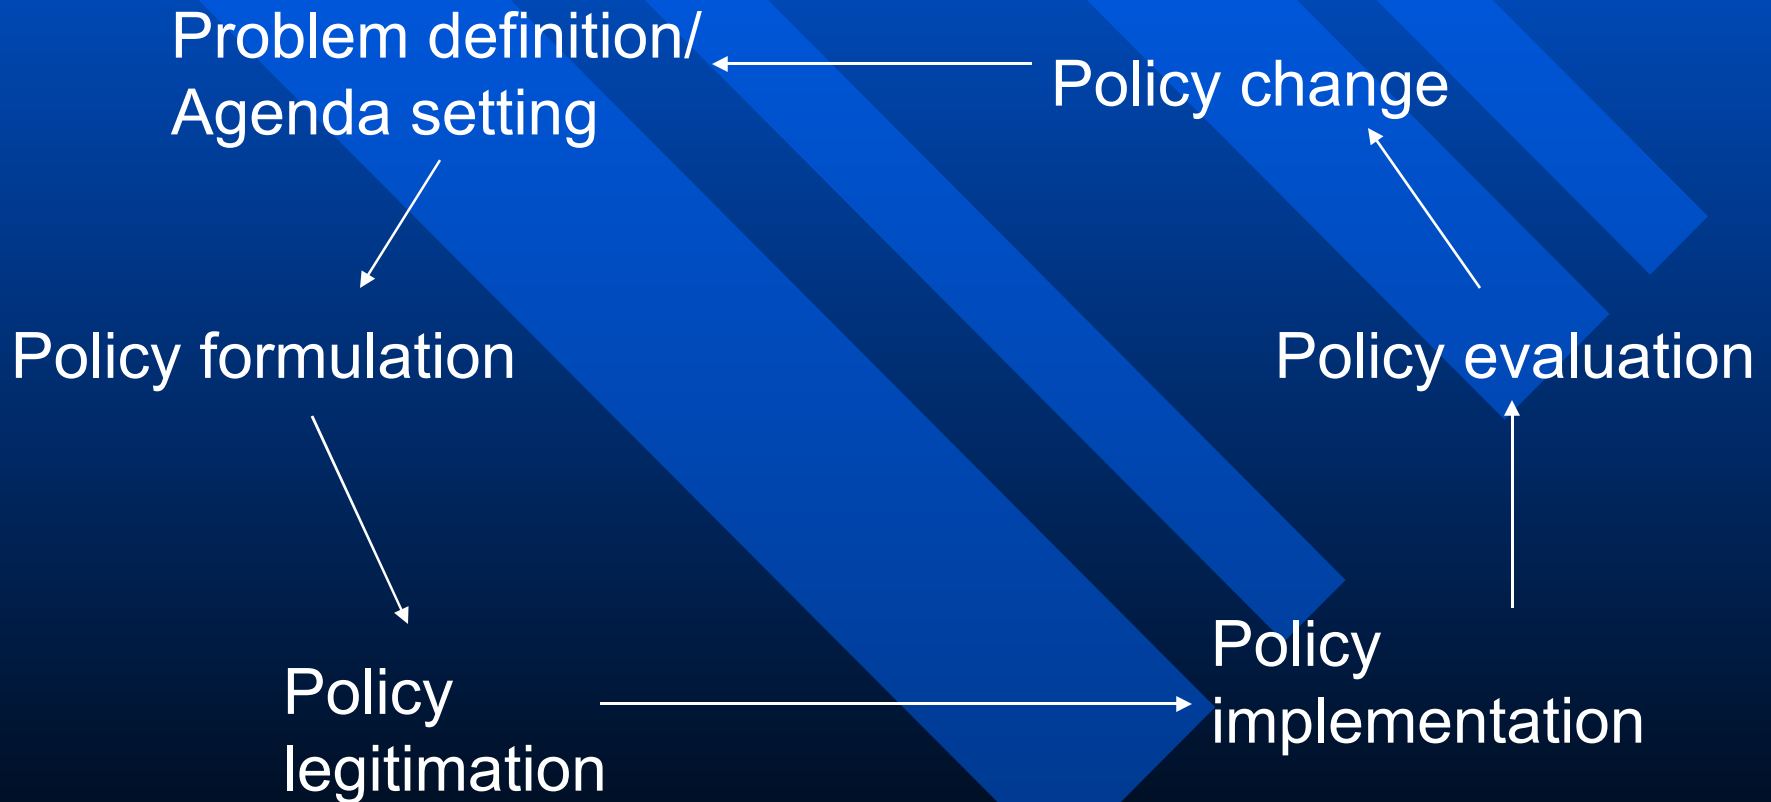 Problem definition/
Agenda setting
Policy change
Policy formulation
Policy evaluation
Policy
legitimation
Policy
implementation